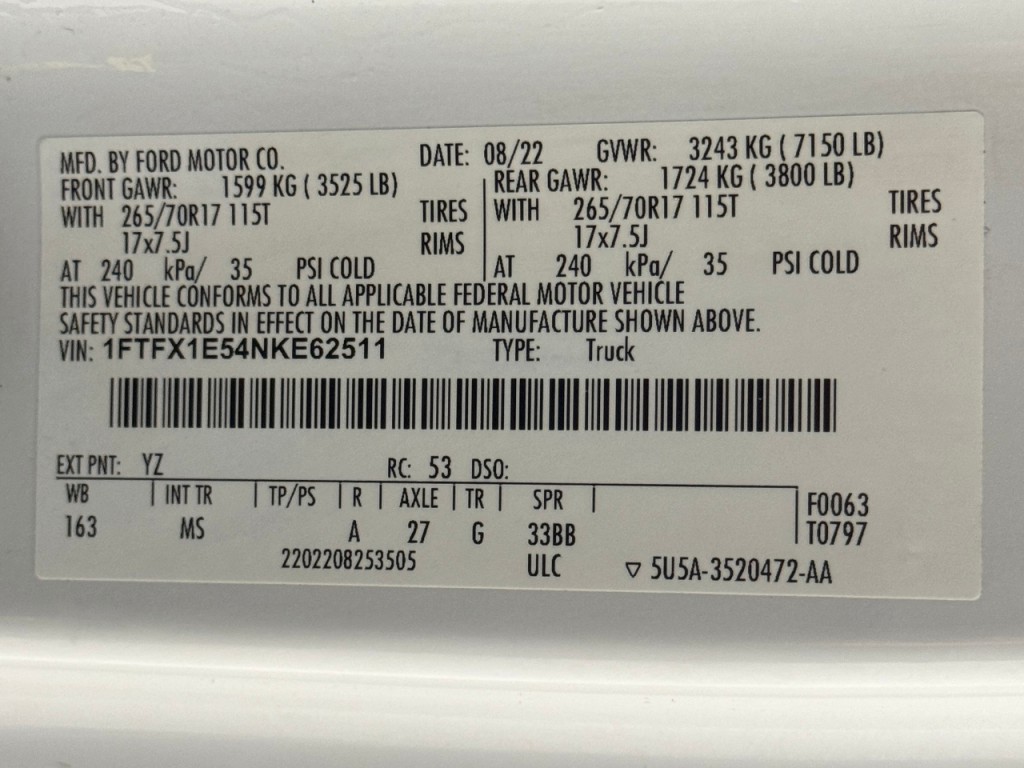 MFD. BY FORD MOTOR CO. DATE: 08/22 GVWR: 3243 KG ( 7150 LB)
FRONT GAWR: 1599 KG ( 3525 LB) REAR GAWR: 1724 KG ( 3800 LB)
WITH 265/70R17 115T TIRES WITH 265/70R17 115T TIRES
17x7.5J RIMS 17x7.5J RIMS
AT 240 kPa/ 35 PSI COLD AT 240 kPa/ 35 PSI COLD
THIS VEHICLE CONFORMS TO ALL APPLICABLE FEDERAL MOTOR VEHICLE
SAFETY STANDARDS IN EFFECT ON THE DATE OF MANUFACTURE SHOWN ABOVE.
VIN: 1FTFX1E54NKE62511 TYPE: Truck
EXT PNT: YZ RC: 53 DSO:
WB INT TR TP/PS R AXLE TR SPR F0063
163 MS A 27 G 33BB T0797
2202208253505 ULC ▽ 5U5A-3520472-AA